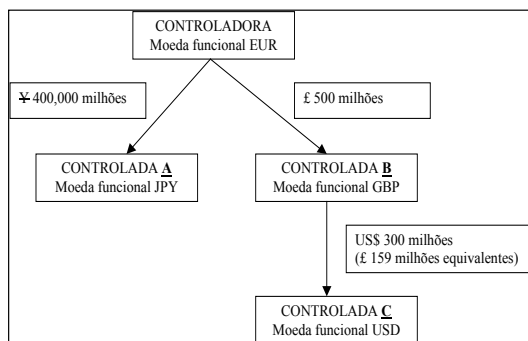 CONTROLADORA
Moeda funcional EUR
¥ 400,000 milhões
£ 500 milhões
CONTROLADA A
Moeda funcional JPY
CONTROLADA B
Moeda funcional GBP
US$ 300 milhões
(£ 159 milhões equivalentes)
CONTROLADA C
Moeda funcional USD